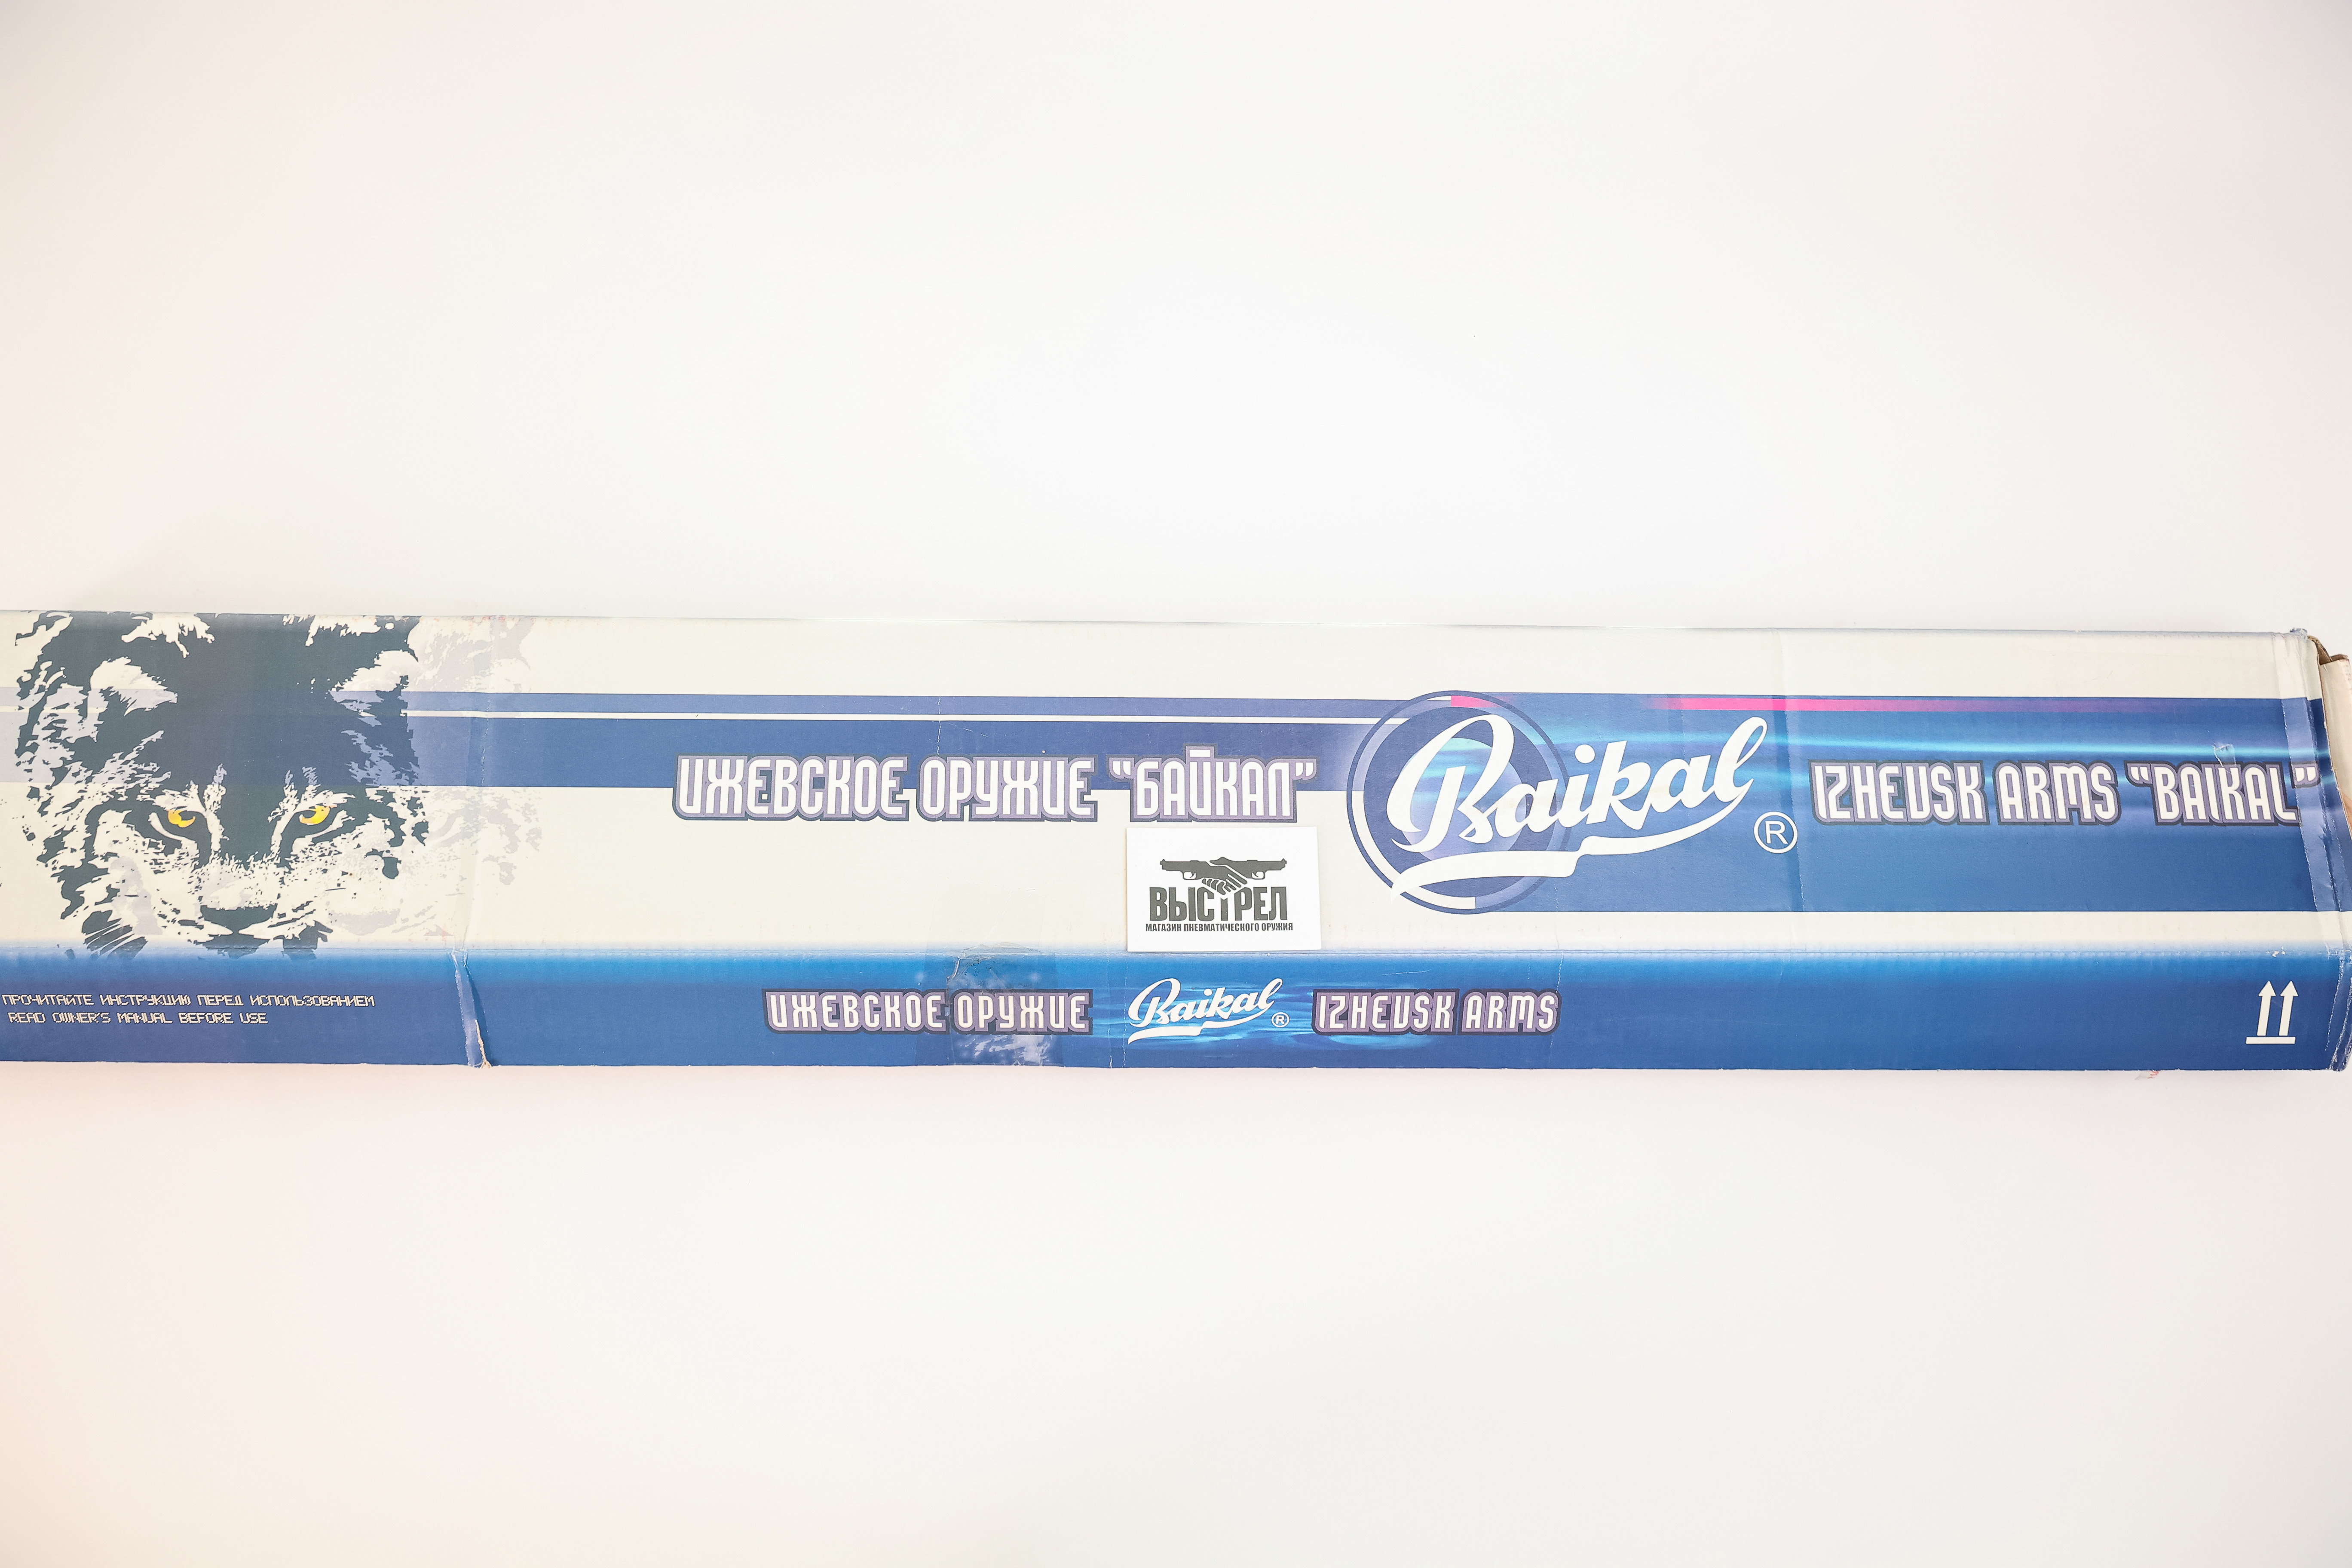 ИЖЕВСКОЕ ОРУЖИЕ "БАЙКАЛ"
Baikal ®
IZHEVSK ARMS "BAIKAL"
ВЫСТРЕЛ
МАГАЗИН ПНЕВМАТИЧЕСКОГО ОРУЖИЯ
ПРОЧИТАЙТЕ ИНСТРУКЦИЮ ПЕРЕД ИСПОЛЬЗОВАНИЕМ
READ OWNER'S MANUAL BEFORE USE
ИЖЕВСКОЕ ОРУЖИЕ Baikal ® IZHEVSK ARMS